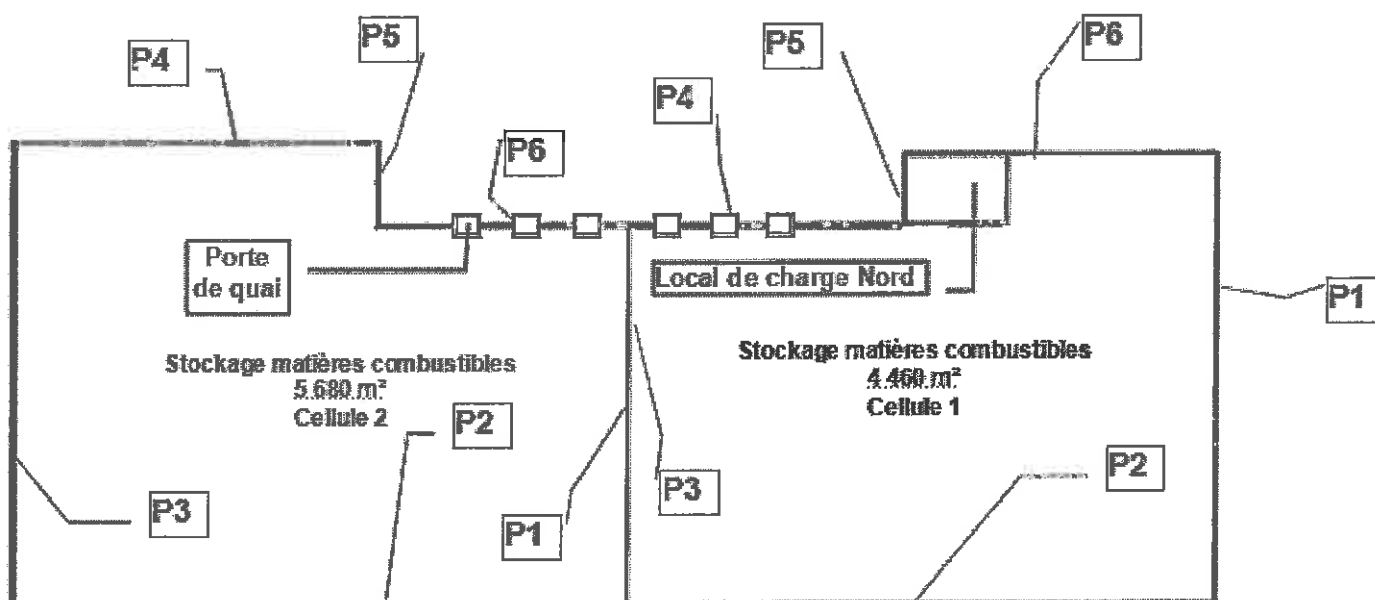 P5
P6
P4
P5
P4
P6
Porte
de quai
Local de charge Nord
P1
Stockage matières combustibles
5 680 m²
Cellule 2
Stockage matières combustibles
4 460 m²
Cellule 1
P2
P2
P3
P3
P1